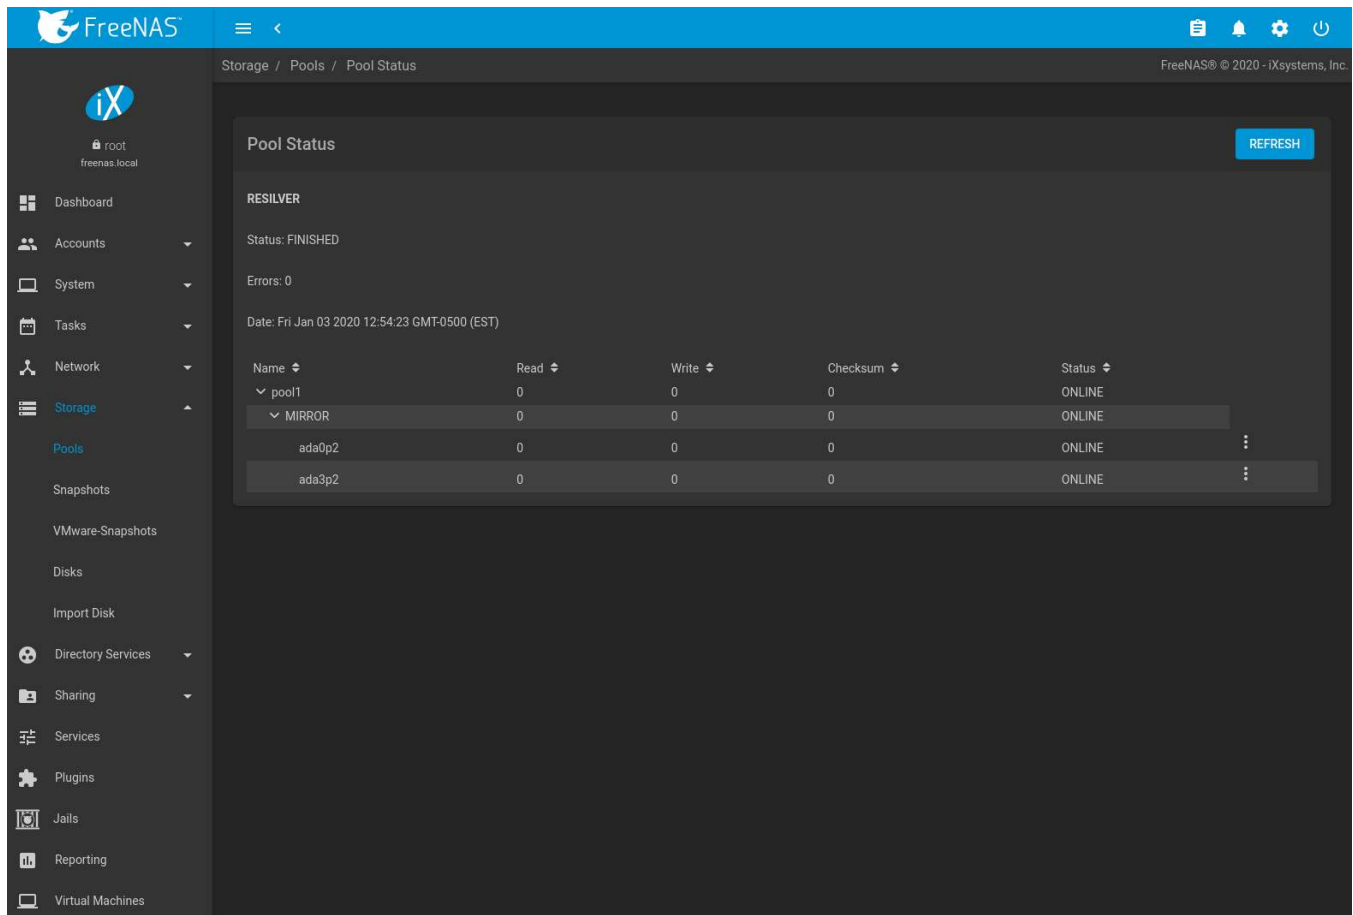 FreeNAS
Storage / Pools / Pool Status
FreeNAS® © 2020 - iXsystems, Inc.
iX
root
freenas.local
Dashboard
Accounts
System
Tasks
Network
Storage
Pools
Snapshots
VMware-Snapshots
Disks
Import Disk
Directory Services
Sharing
Services
Plugins
Jails
Reporting
Virtual Machines
Pool Status
REFRESH
RESILVER
Status: FINISHED
Errors: 0
Date: Fri Jan 03 2020 12:54:23 GMT-0500 (EST)
Name Read Write Checksum Status
pool1 0 0 0 ONLINE
MIRROR 0 0 0 ONLINE
ada0p2 0 0 0 ONLINE
ada3p2 0 0 0 ONLINE